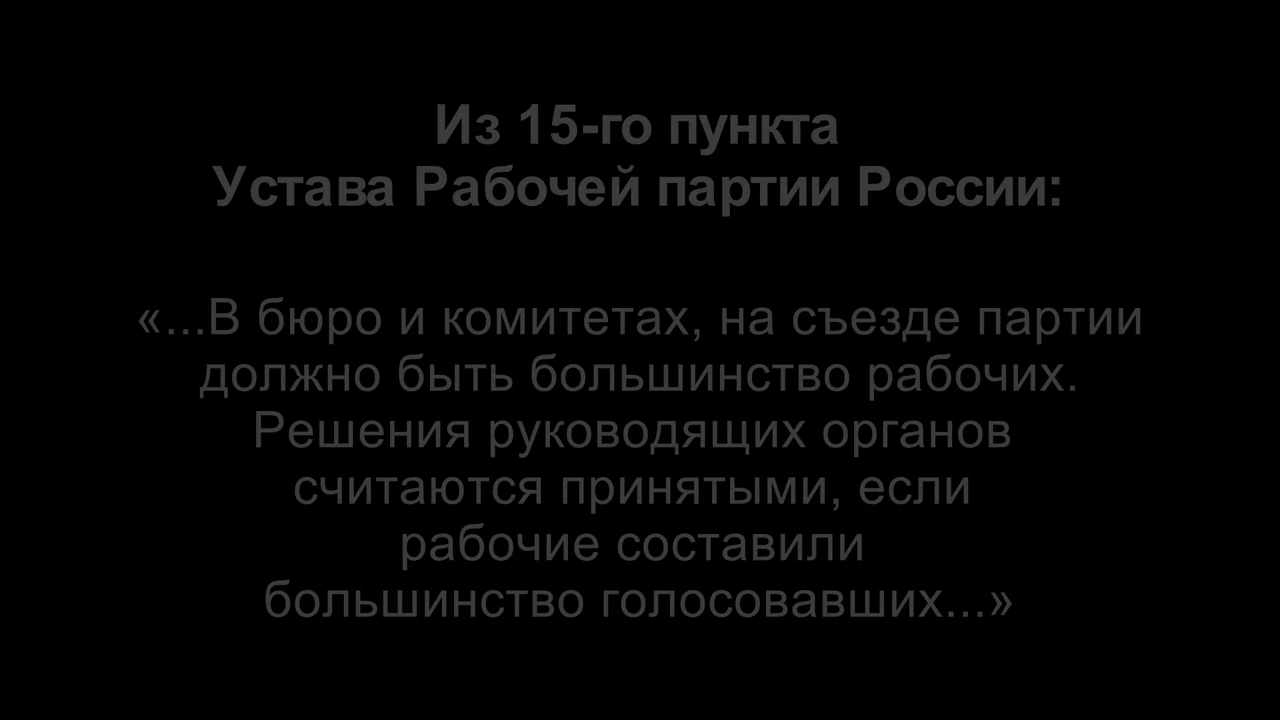 Из 15-го пункта
Устава Рабочей партии России:
«...В бюро и комитетах, на съезде партии
должно быть большинство рабочих.
Решения руководящих органов
считаются принятыми, если
рабочие составили
большинство голосовавших...»